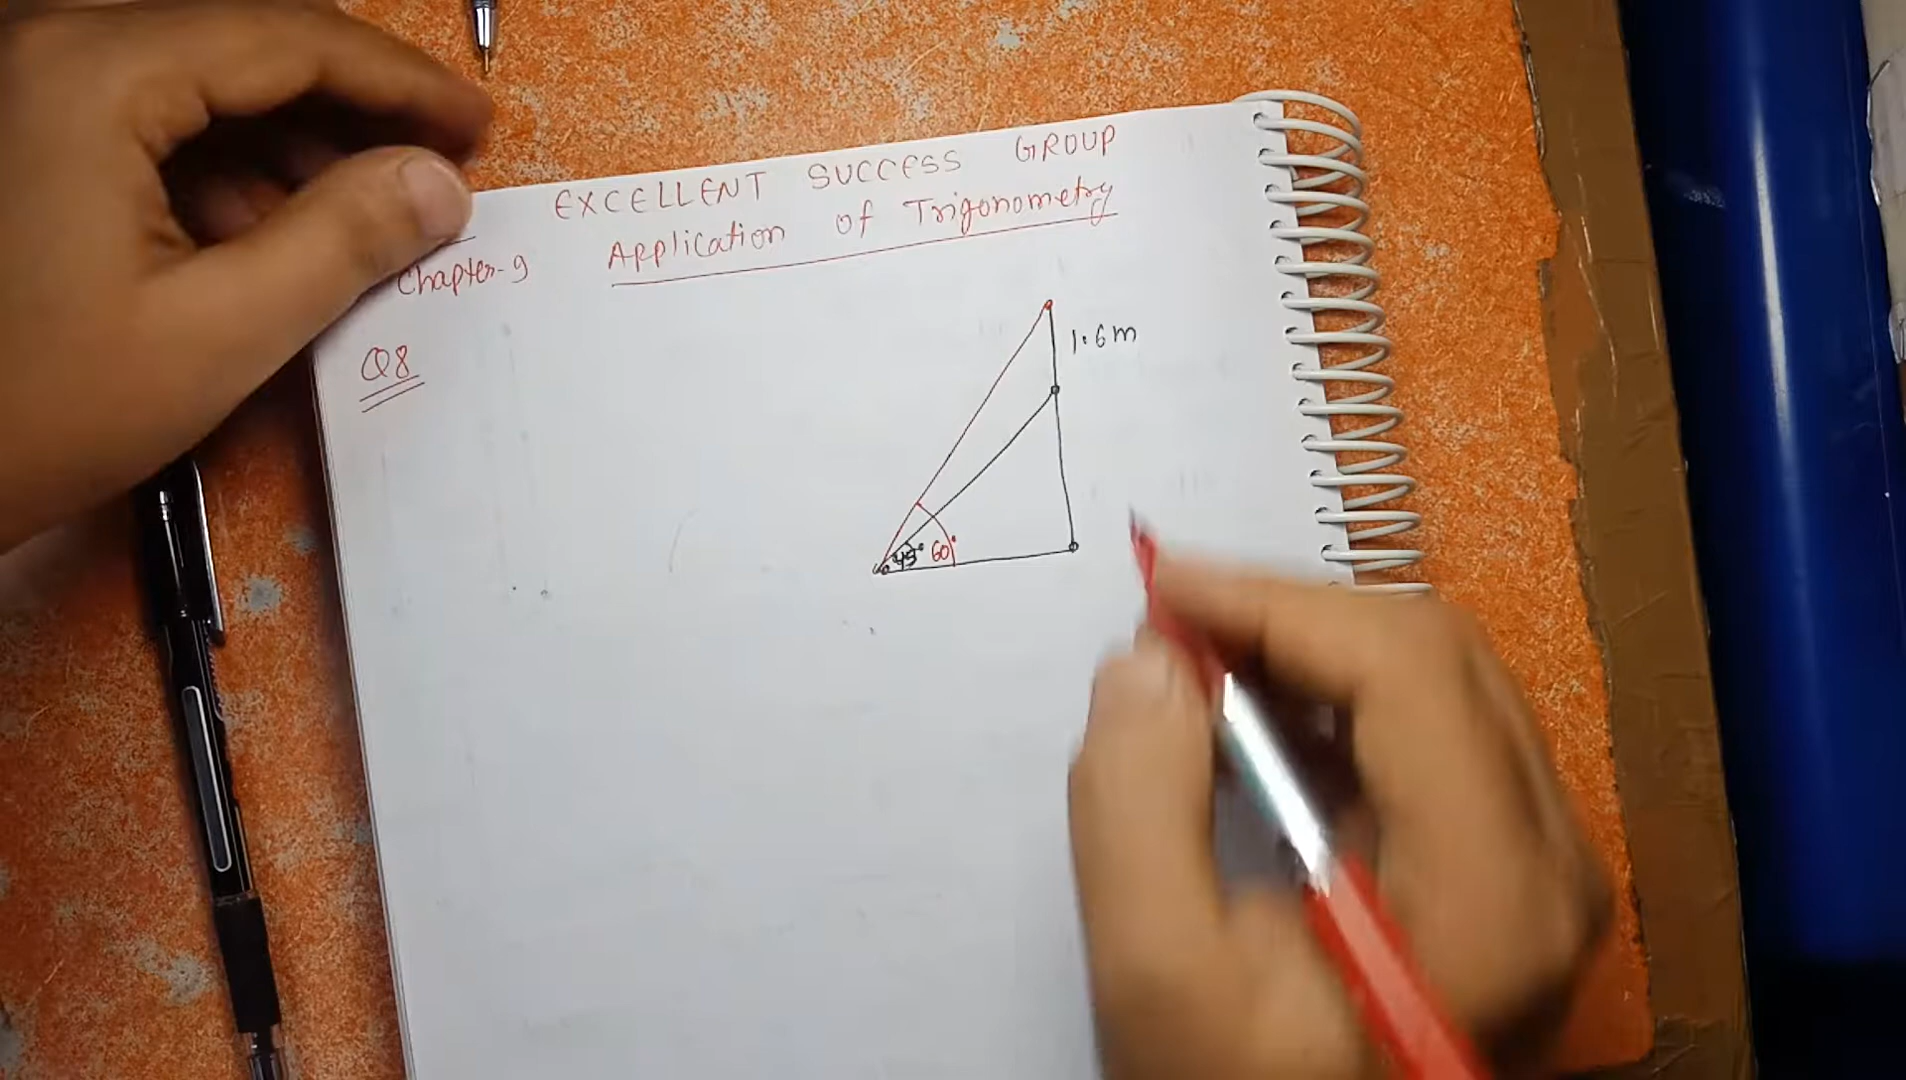 EXCELLENT SUCCESS GROUP
Chapter-9 Application of Trigonometry
Q8
1.6m
45° 60°